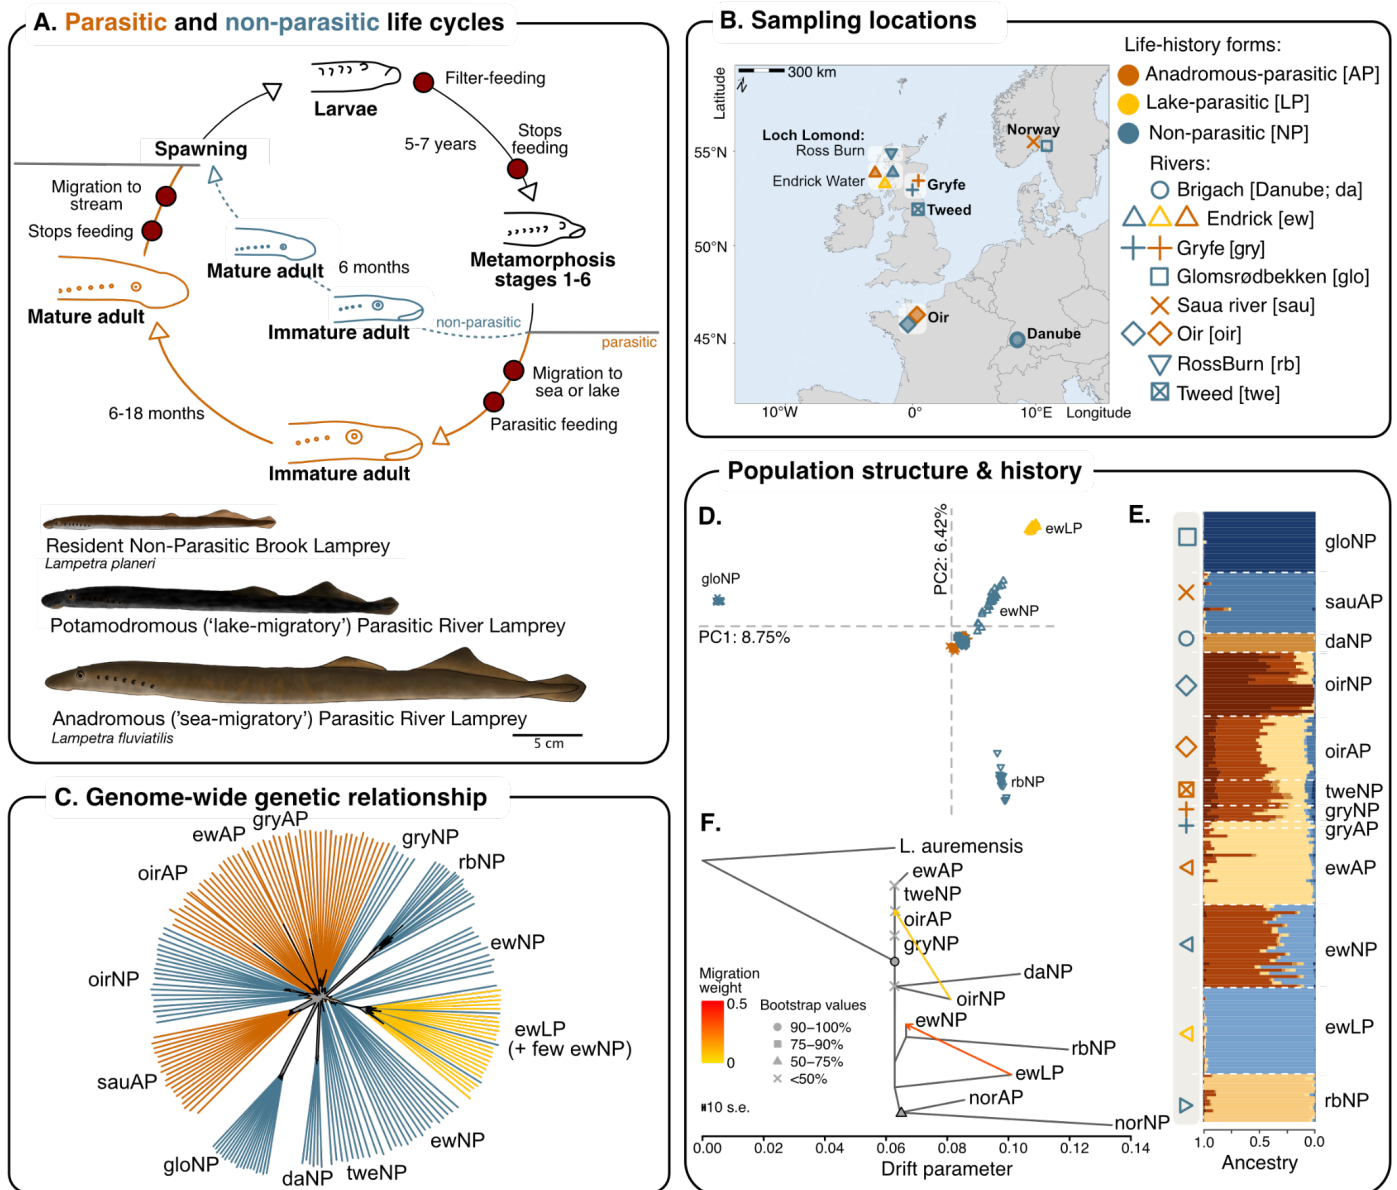 A. Parasitic and non-parasitic life cycles
Larvae
Filter-feeding
5-7 years
Stops
feeding
Spawning
Migration to
stream
Stops feeding
Mature adult
6 months
Metamorphosis
stages 1-6
Mature adult
Immature adult
non-parasitic
parasitic
Migration to
sea or lake
6-18 months
Parasitic feeding
Immature adult
Resident Non-Parasitic Brook Lamprey
Lampetra planeri
Potamodromous ('lake-migratory') Parasitic River Lamprey
Anadromous ('sea-migratory') Parasitic River Lamprey
Lampetra fluviatilis
5 cm
B. Sampling locations
300 km
N
Latitude
55°N
50°N
45°N
10°W
0°
10°E
Longitude
Loch Lomond:
Ross Burn
Endrick Water
Norway
Gryfe
Tweed
Oir
Danube
Life-history forms:
Anadromous-parasitic [AP]
Lake-parasitic [LP]
Non-parasitic [NP]
Rivers:
Brigach [Danube; da]
Endrick [ew]
Gryfe [gry]
Glomsrødbekken [glo]
Saua river [sau]
Oir [oir]
RossBurn [rb]
Tweed [twe]
C. Genome-wide genetic relationship
gryAP
ewAP
gryNP
rbNP
oirAP
ewNP
oirNP
ewLP
(+ few ewNP)
sauAP
ewNP
gloNP
daNP
tweNP
Population structure & history
D.
PC2: 6.42%
ewLP
gloNP
ewNP
PC1: 8.75%
rbNP
E.
gloNP
sauAP
daNP
oirNP
oirAP
tweNP
gryNP
gryAP
ewAP
ewNP
ewLP
rbNP
1.0
0.5
0.0
Ancestry
F.
L. auremensis
ewAP
tweNP
oirAP
gryNP
daNP
oirNP
ewNP
rbNP
ewLP
norAP
norNP
Migration
weight
0.5
0
Bootstrap values
90–100%
75–90%
50–75%
<50%
10 s.e.
0.00
0.02
0.04
0.06
0.08
0.10
0.12
0.14
Drift parameter